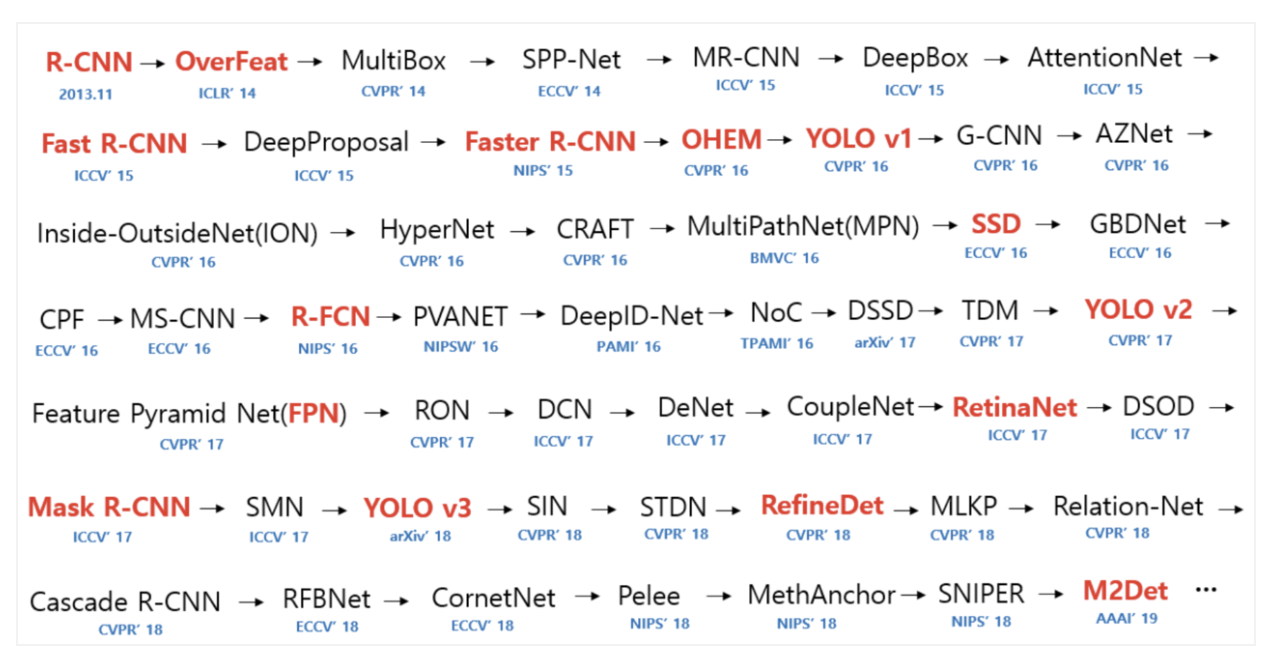 R-CNN → OverFeat → MultiBox → SPP-Net → MR-CNN → DeepBox → AttentionNet →
2013.11 ICLR' 14 CVPR' 14 ECCV' 14 ICCV' 15 ICCV' 15 ICCV' 15
Fast R-CNN → DeepProposal → Faster R-CNN → OHEM → YOLO v1 → G-CNN → AZNet →
ICCV' 15 ICCV' 15 NIPS' 15 CVPR' 16 CVPR' 16 CVPR' 16 CVPR' 16
Inside-OutsideNet(ION) → HyperNet → CRAFT → MultiPathNet(MPN) → SSD → GBDNet →
CVPR' 16 CVPR' 16 CVPR' 16 BMVC' 16 ECCV' 16 ECCV' 16
CPF → MS-CNN → R-FCN → PVANET → DeepID-Net → NoC → DSSD → TDM → YOLO v2 →
ECCV' 16 ECCV' 16 NIPS' 16 NIPSW' 16 PAMI' 16 TPAMI' 16 arXiv' 17 CVPR' 17 CVPR' 17
Feature Pyramid Net(FPN) → RON → DCN → DeNet → CoupleNet → RetinaNet → DSOD →
CVPR' 17 CVPR' 17 ICCV' 17 ICCV' 17 ICCV' 17 ICCV' 17 ICCV' 17
Mask R-CNN → SMN → YOLO v3 → SIN → STDN → RefineDet → MLKP → Relation-Net →
ICCV' 17 ICCV' 17 arXiv' 18 CVPR' 18 CVPR' 18 CVPR' 18 CVPR' 18 CVPR' 18
Cascade R-CNN → RFBNet → CornetNet → Pelee → MethAnchor → SNIPER → M2Det ···
CVPR' 18 ECCV' 18 ECCV' 18 NIPS' 18 NIPS' 18 NIPS' 18 AAAI' 19